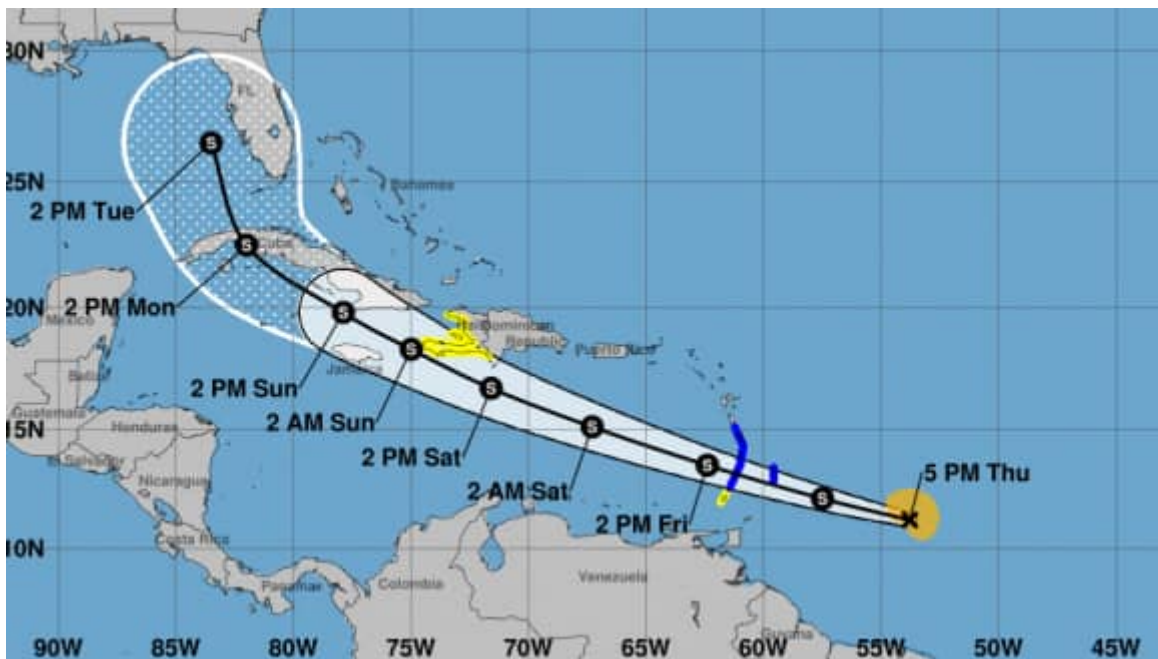 30N
FL
25N
Bahamas
2 PM Tue
Cuba
2 PM Mon
20N
Mexico
Haiti
Dominican
Republic
Puerto Rico
Jamaica
2 PM Sun
Belize
2 AM Sun
Guatemala
Honduras
15N
2 PM Sat
El Salvador
5 PM Thu
Nicaragua
2 AM Sat
2 PM Fri
Costa Rica
10N
Panama
Colombia
Venezuela
Guyana
90W 85W 80W 75W 70W 65W 60W 55W 50W 45W
S
S
S
S
S
S
S
S